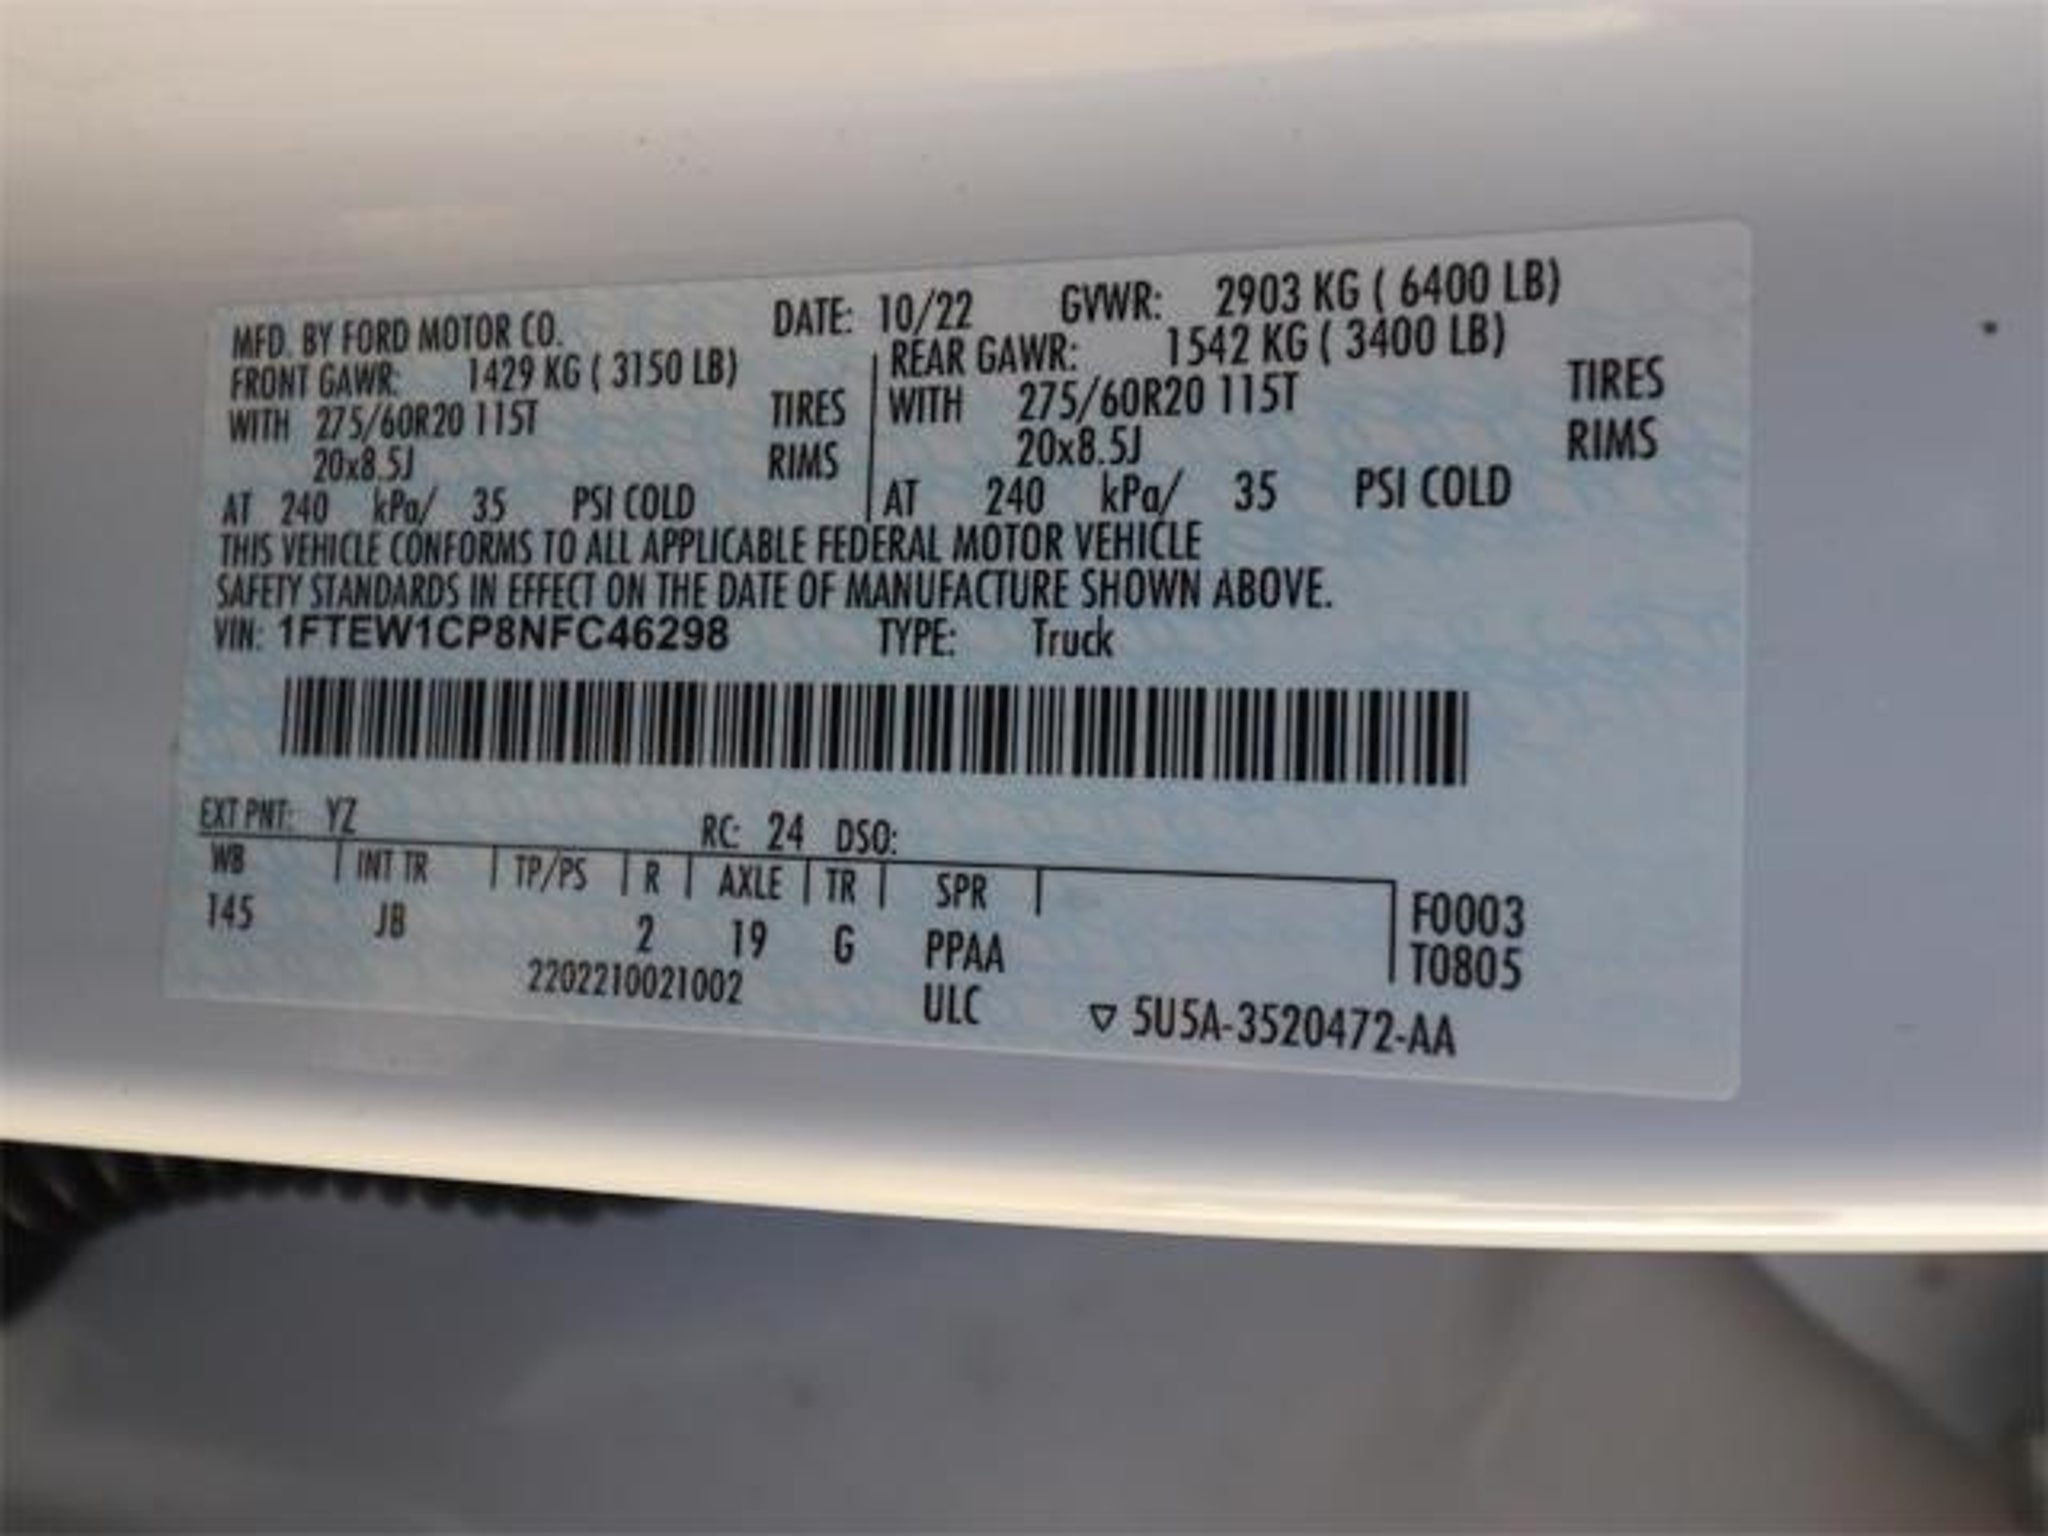 MFD. BY FORD MOTOR CO. DATE: 10/22 GVWR: 2903 KG ( 6400 LB)
FRONT GAWR: 1429 KG ( 3150 LB) REAR GAWR: 1542 KG ( 3400 LB)
WITH 275/60R20 115T TIRES WITH 275/60R20 115T TIRES
20x8.5J RIMS 20x8.5J RIMS
AT 240 kPa/ 35 PSI COLD AT 240 kPa/ 35 PSI COLD
THIS VEHICLE CONFORMS TO ALL APPLICABLE FEDERAL MOTOR VEHICLE
SAFETY STANDARDS IN EFFECT ON THE DATE OF MANUFACTURE SHOWN ABOVE.
VIN: 1FTEW1CP8NFC46298 TYPE: Truck
EXT PNT: YZ RC: 24 DSO:
WB INT TR TP/PS R AXLE TR SPR
145 JB 2 19 G PPAA
F0003
T0805
2202210021002 ULC ▽ 5U5A-3520472-AA